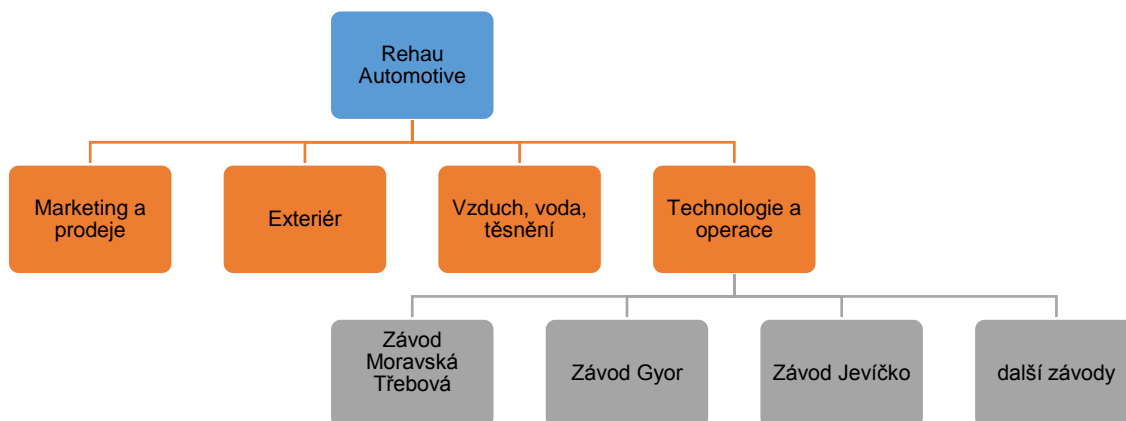 Rehau
Automotive
Marketing a
prodeje
Exteriér
Vzduch, voda,
těsnění
Technologie a
operace
Závod
Moravská
Třebová
Závod Gyor
Závod Jevíčko
další závody